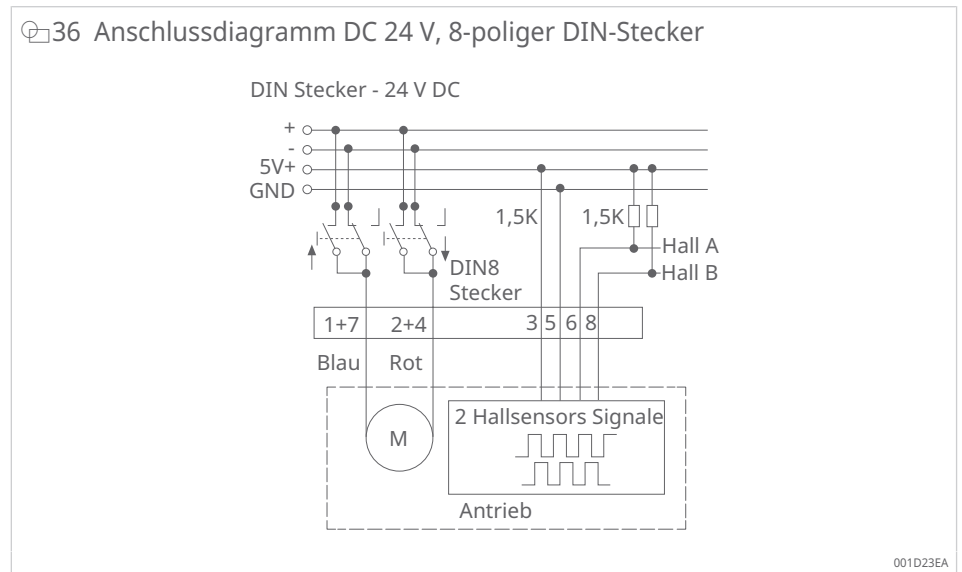 36 Anschlussdiagramm DC 24 V, 8-poliger DIN-Stecker
DIN Stecker - 24 V DC
+
-
5V+
GND
1,5K
1,5K
Hall A
Hall B
DIN8
Stecker
1+7
2+4
3
5
6
8
Blau
Rot
M
2 Hallsensors Signale
Antrieb
001D23EA